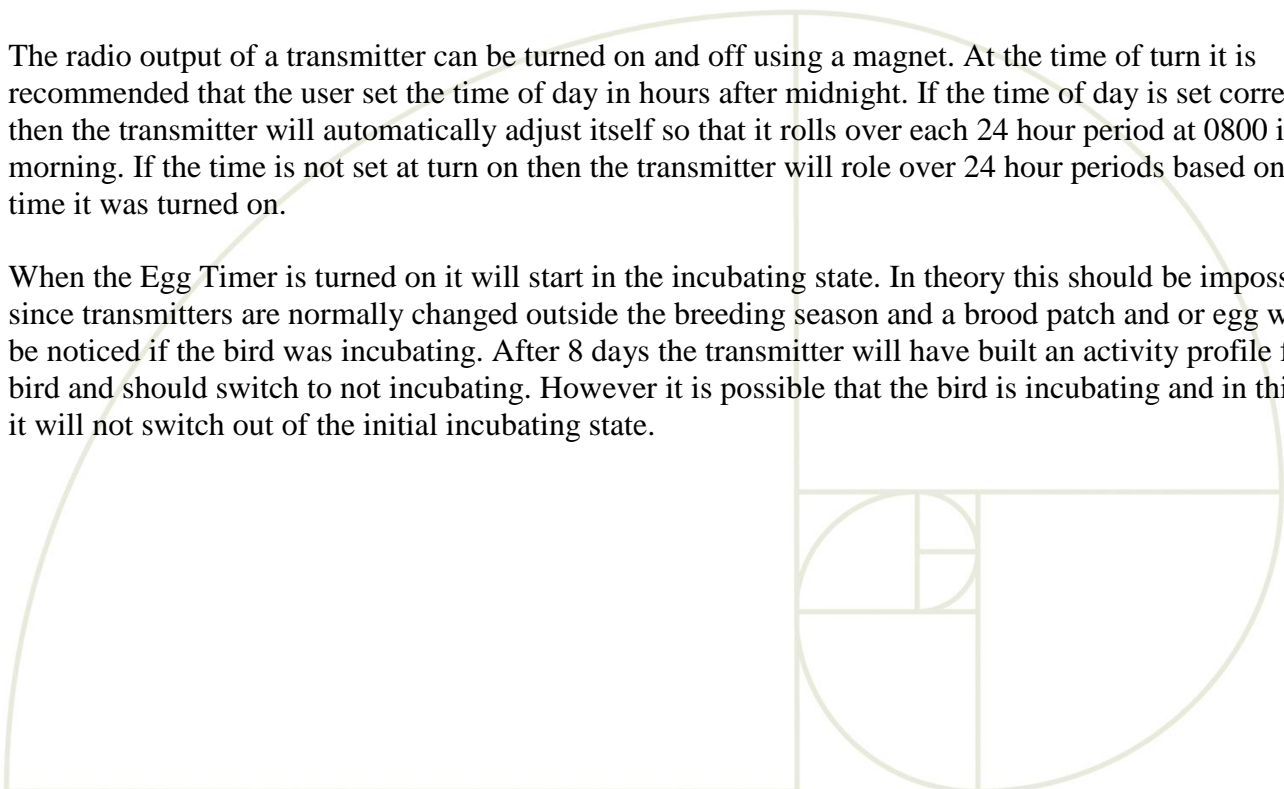 The radio output of a transmitter can be turned on and off using a magnet. At the time of turn it is
recommended that the user set the time of day in hours after midnight. If the time of day is set corre
then the transmitter will automatically adjust itself so that it rolls over each 24 hour period at 0800 i
morning. If the time is not set at turn on then the transmitter will role over 24 hour periods based on
time it was turned on.
When the Egg Timer is turned on it will start in the incubating state. In theory this should be imposs
since transmitters are normally changed outside the breeding season and a brood patch and or egg w
be noticed if the bird was incubating. After 8 days the transmitter will have built an activity profile f
bird and should switch to not incubating. However it is possible that the bird is incubating and in thi
it will not switch out of the initial incubating state.